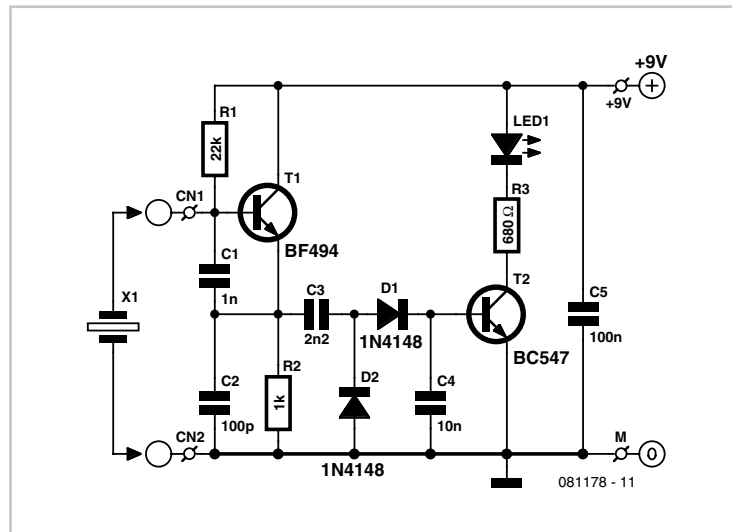 +9V
+9V
LED1
R1
22k
R3
680 Ω
CN1
T1
BF494
C1
1n
X1
C3
2n2
D1
1N4148
T2
BC547
C5
100n
C2
100p
R2
1k
D2
C4
10n
CN2
M
0
1N4148
081178 - 11